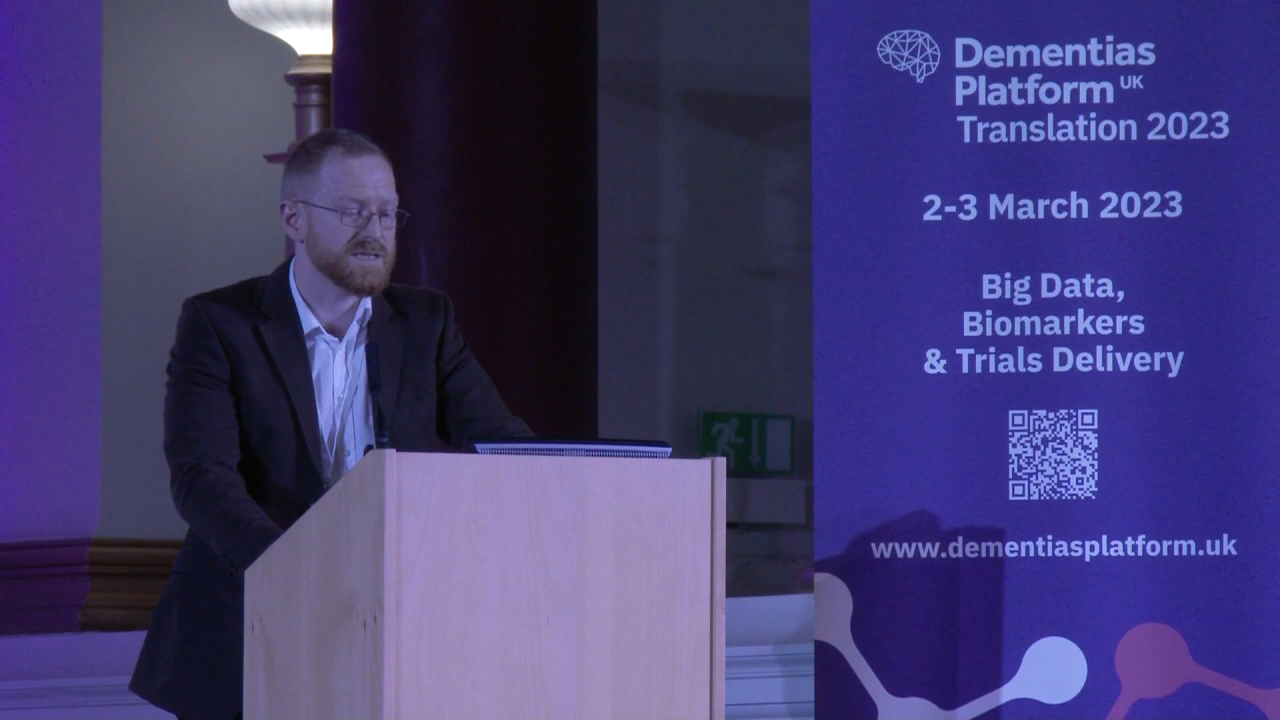 Dementias
Platform UK
Translation 2023
2-3 March 2023
Big Data,
Biomarkers
& Trials Delivery
www.dementiasplatform.uk